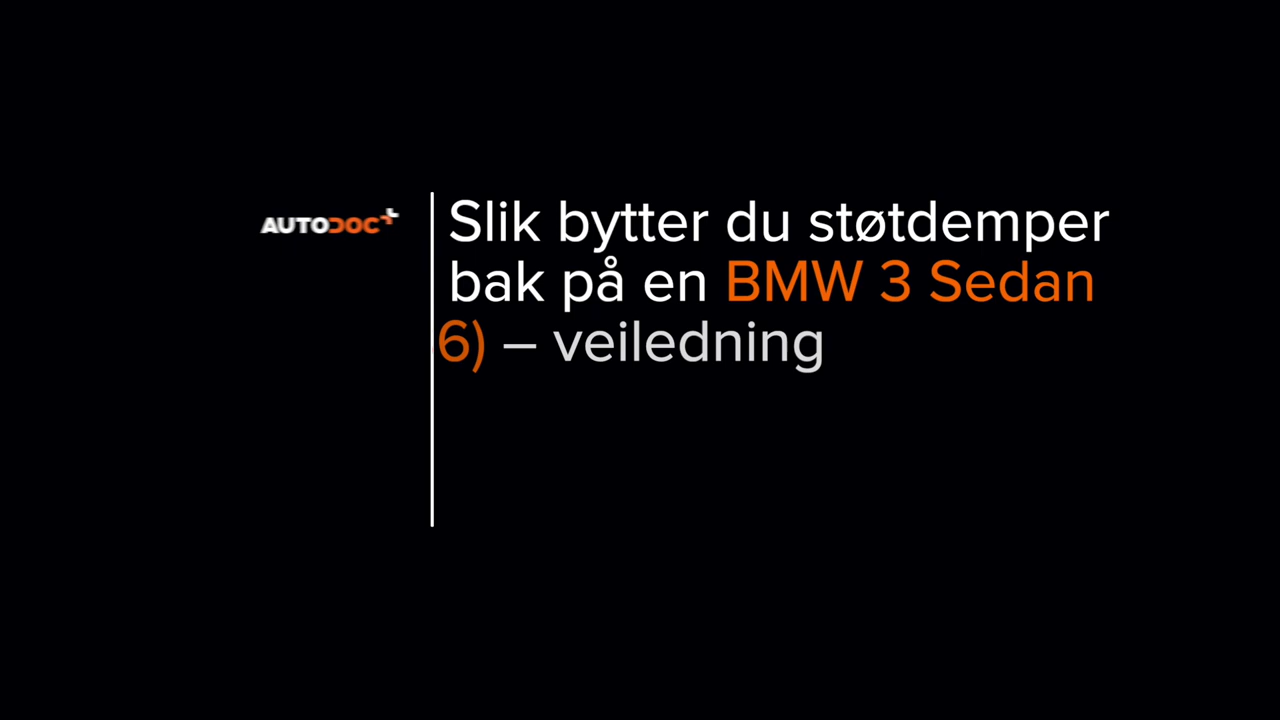 AUTODOC
Slik bytter du støtdemper
bak på en BMW 3 Sedan
6) – veiledning